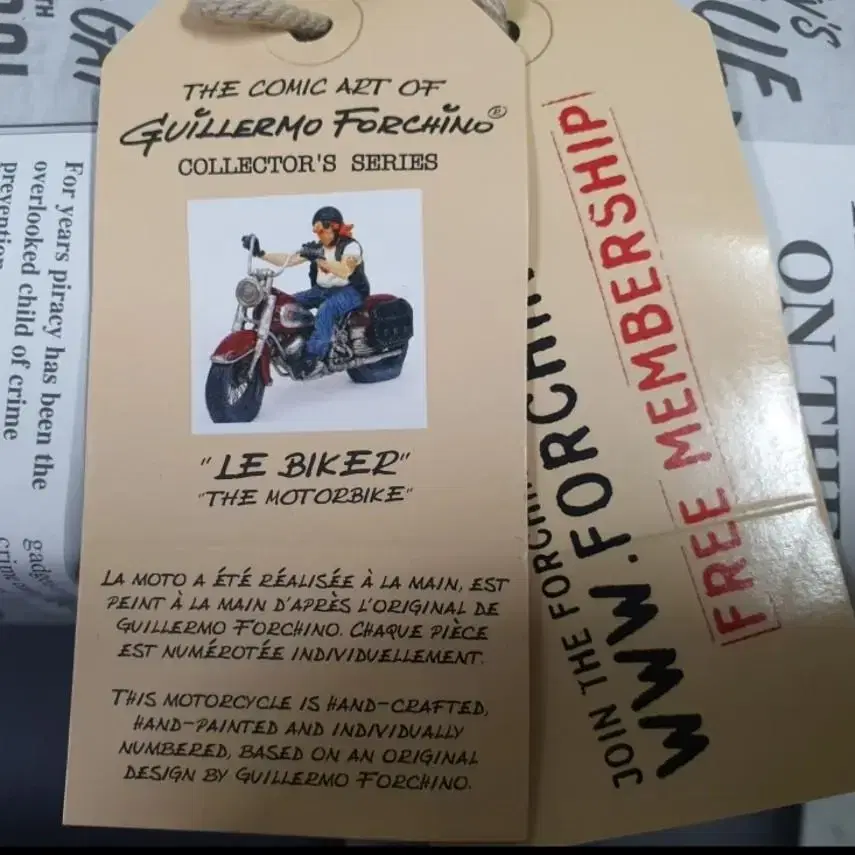 THE COMIC ART OF
GUILLERMO FORCHINO®
COLLECTOR'S SERIES
"LE BIKER"
"THE MOTORBIKE"
LA MOTO A ÉTÉ RÉALISÉE À LA MAIN, EST
PEINT À LA MAIN D'APRÈS L'ORIGINAL DE
GUILLERMO FORCHINO. CHAQUE PIÈCE
EST NUMÉROTÉE INDIVIDUELLEMENT.
THIS MOTORCYCLE IS HAND-CRAFTED,
HAND-PAINTED AND INDIVIDUALLY
NUMBERED, BASED ON AN ORIGINAL
DESIGN BY GUILLERMO FORCHINO.
JOIN THE FORCHIN
WWW.FORCHIN
FREE MEMBERSHIP!
For years piracy has been the
overlooked child of crime
prevention
ON THE